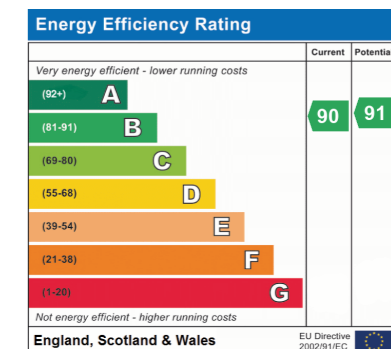 Energy Efficiency Rating
Current Potential
Very energy efficient - lower running costs
(92+) A
(81-91) B
90 91
(69-80) C
(55-68) D
(39-54) E
(21-38) F
(1-20) G
Not energy efficient - higher running costs
England, Scotland & Wales
EU Directive
2002/91/EC